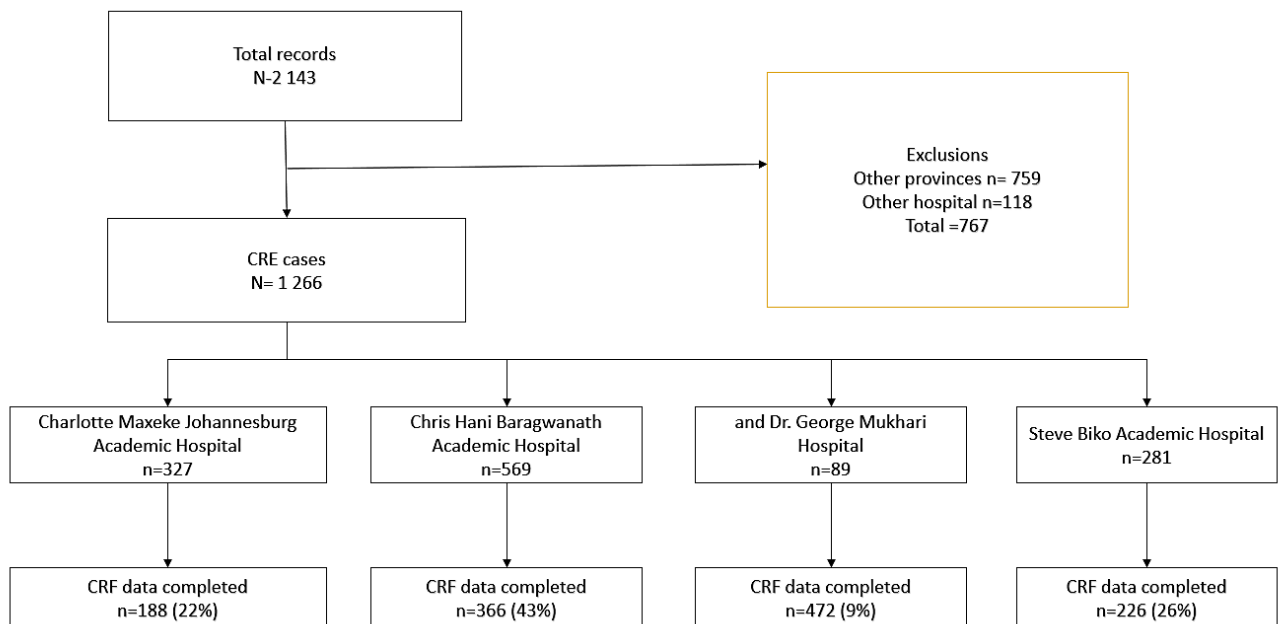 Total records
N-2 143
Exclusions
Other provinces n= 759
Other hospital n=118
Total =767
CRE cases
N= 1 266
Charlotte Maxeke Johannesburg
Academic Hospital
n=327
Chris Hani Baragwanath
Academic Hospital
n=569
and Dr. George Mukhari
Hospital
n=89
Steve Biko Academic Hospital
n=281
CRF data completed
n=188 (22%)
CRF data completed
n=366 (43%)
CRF data completed
n=472 (9%)
CRF data completed
n=226 (26%)